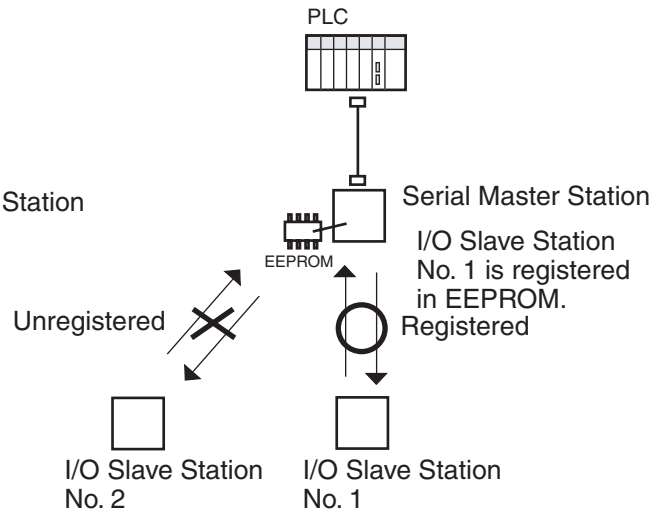 PLC
Station
Serial Master Station
EEPROM
I/O Slave Station
No. 1 is registered
in EEPROM.
Unregistered
Registered
I/O Slave Station
No. 2
I/O Slave Station
No. 1